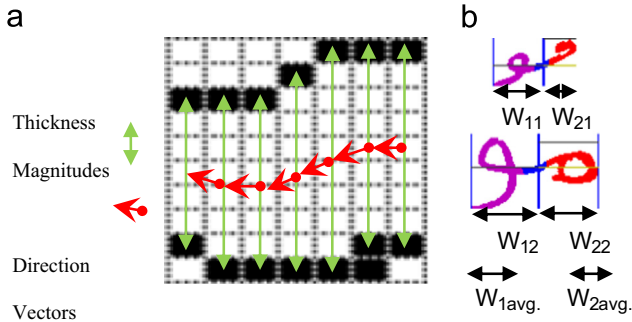 a
Thickness
Magnitudes
Direction
Vectors
b
W11 W21
W12 W22
W1avg. W2avg.